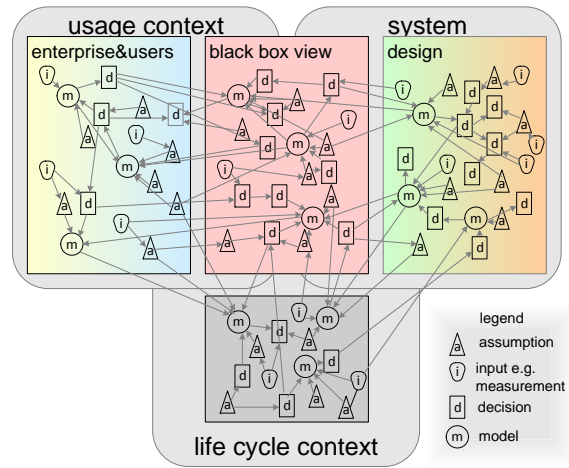 usage context
system
enterprise&users
i
d
m
a
d
d
a
i
a
m
i
a
d
a
i
m
a
black box view
d
d
m
a
d
i
d
m
a
i
a
d
d
d
m
a
d
d
a
design
i
a
d
a
i
m
d
a
d
d
i
i
d
i
m
a
a
d
m
a
d
a
d
m
i
m
d
a
a
d
i
m
d
i
a
d
a
a
life cycle context
legend
a
assumption
i
input e.g.
measurement
d
decision
m
model